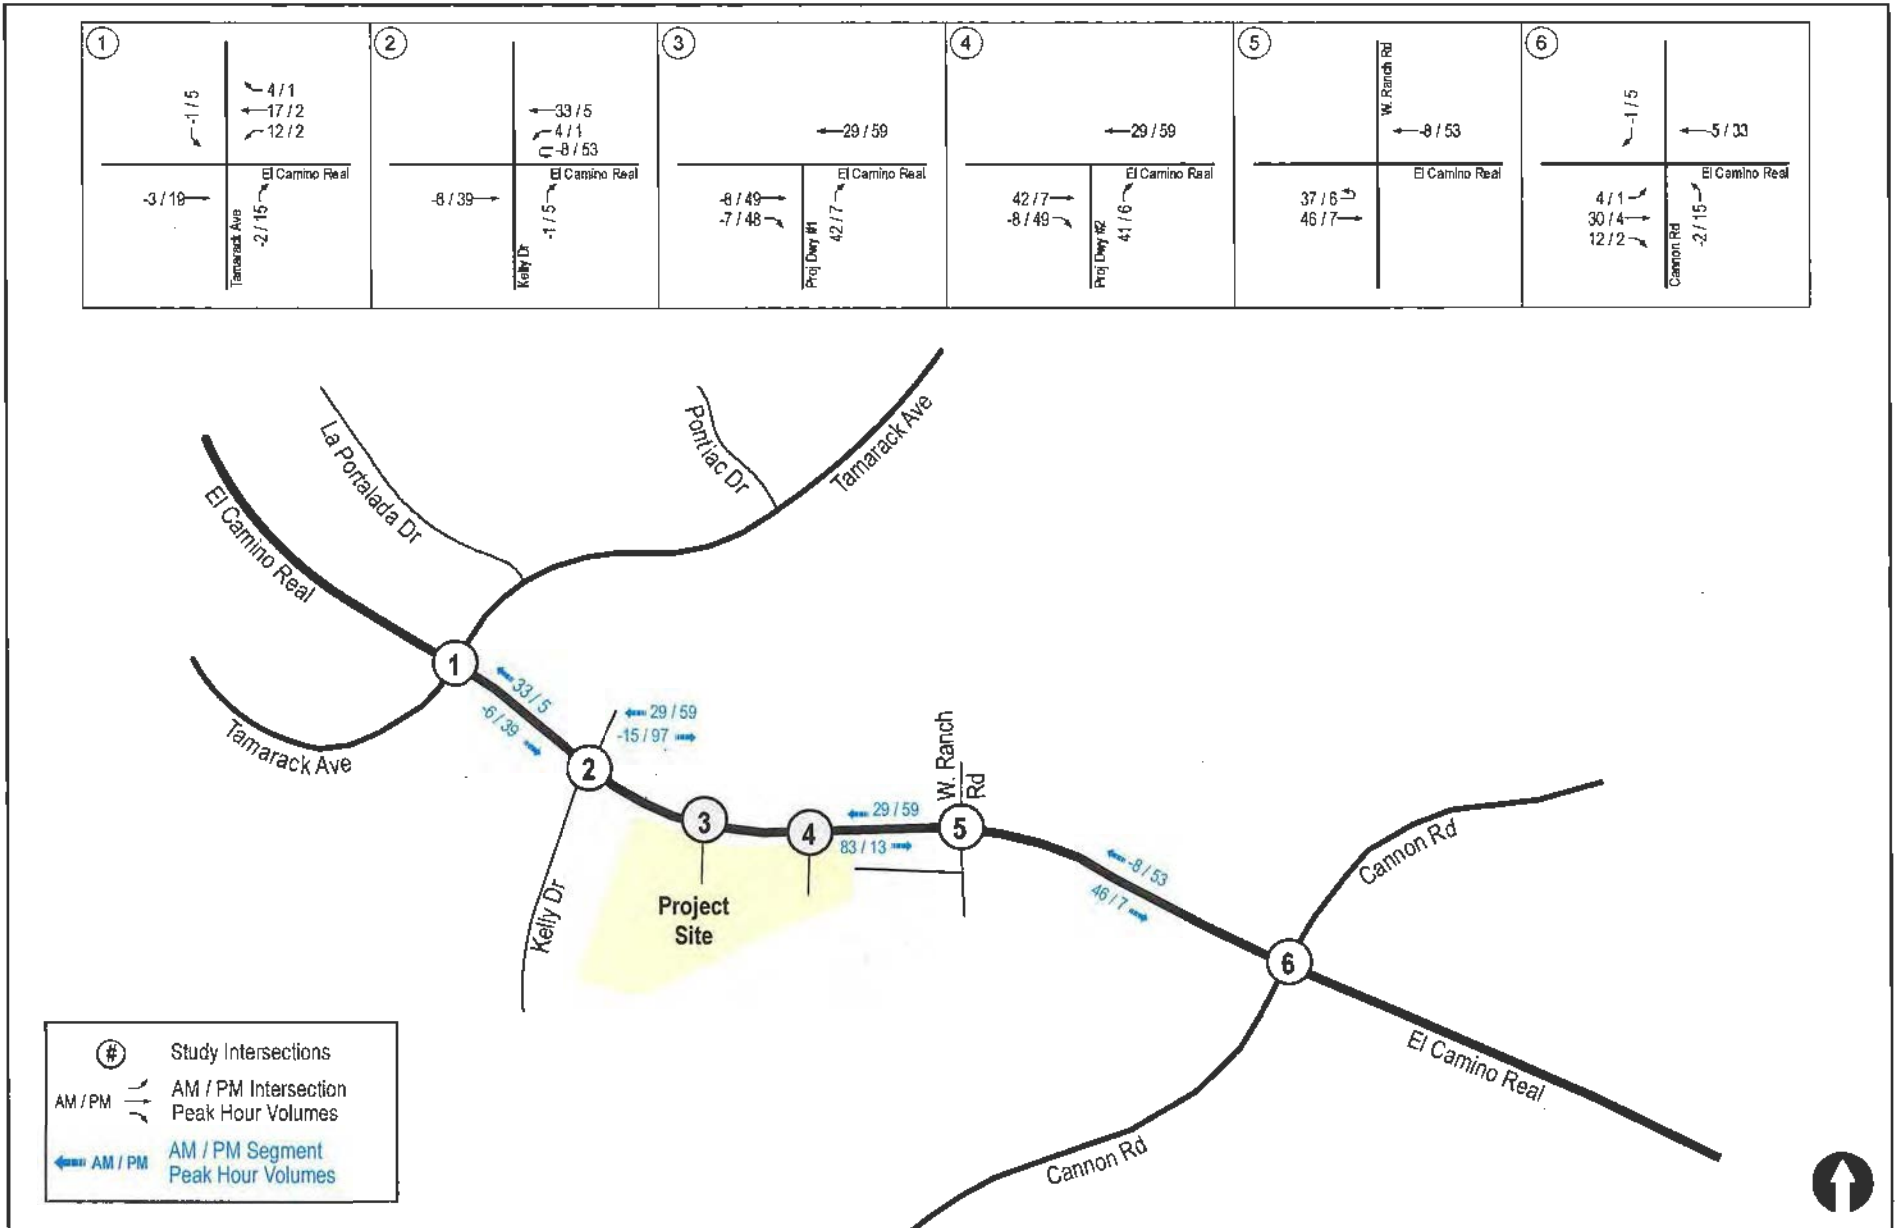 1
-1 / 5
4 / 1
17 / 2
12 / 2
El Camino Real
-3 / 19
Tamarack Ave
-2 / 15
2
33 / 5
4 / 1
-8 / 53
El Camino Real
-6 / 39
Kelly Dr
-1 / 5
3
29 / 59
El Camino Real
-8 / 49
-7 / 48
Proj Dwy #1
42 / 7
4
29 / 59
El Camino Real
42 / 7
-8 / 49
Proj Dwy #2
41 / 6
5
W. Ranch Rd
-8 / 53
El Camino Real
37 / 6
46 / 7
6
-1 / 5
-5 / 33
El Camino Real
4 / 1
30 / 4
12 / 2
Cannon Rd
-2 / 15
La Portalada Dr
Pontiac Dr
Tamarack Ave
El Camino Real
1
33 / 5
-6 / 39
29 / 59
-15 / 97
Tamarack Ave
2
W. Ranch
Rd
3
4
29 / 59
83 / 13
5
Cannon Rd
-8 / 53
46 / 7
Kelly Dr
Project
Site
6
El Camino Real
Cannon Rd
# Study Intersections
AM / PM
AM / PM Intersection
Peak Hour Volumes
AM / PM
AM / PM Segment
Peak Hour Volumes